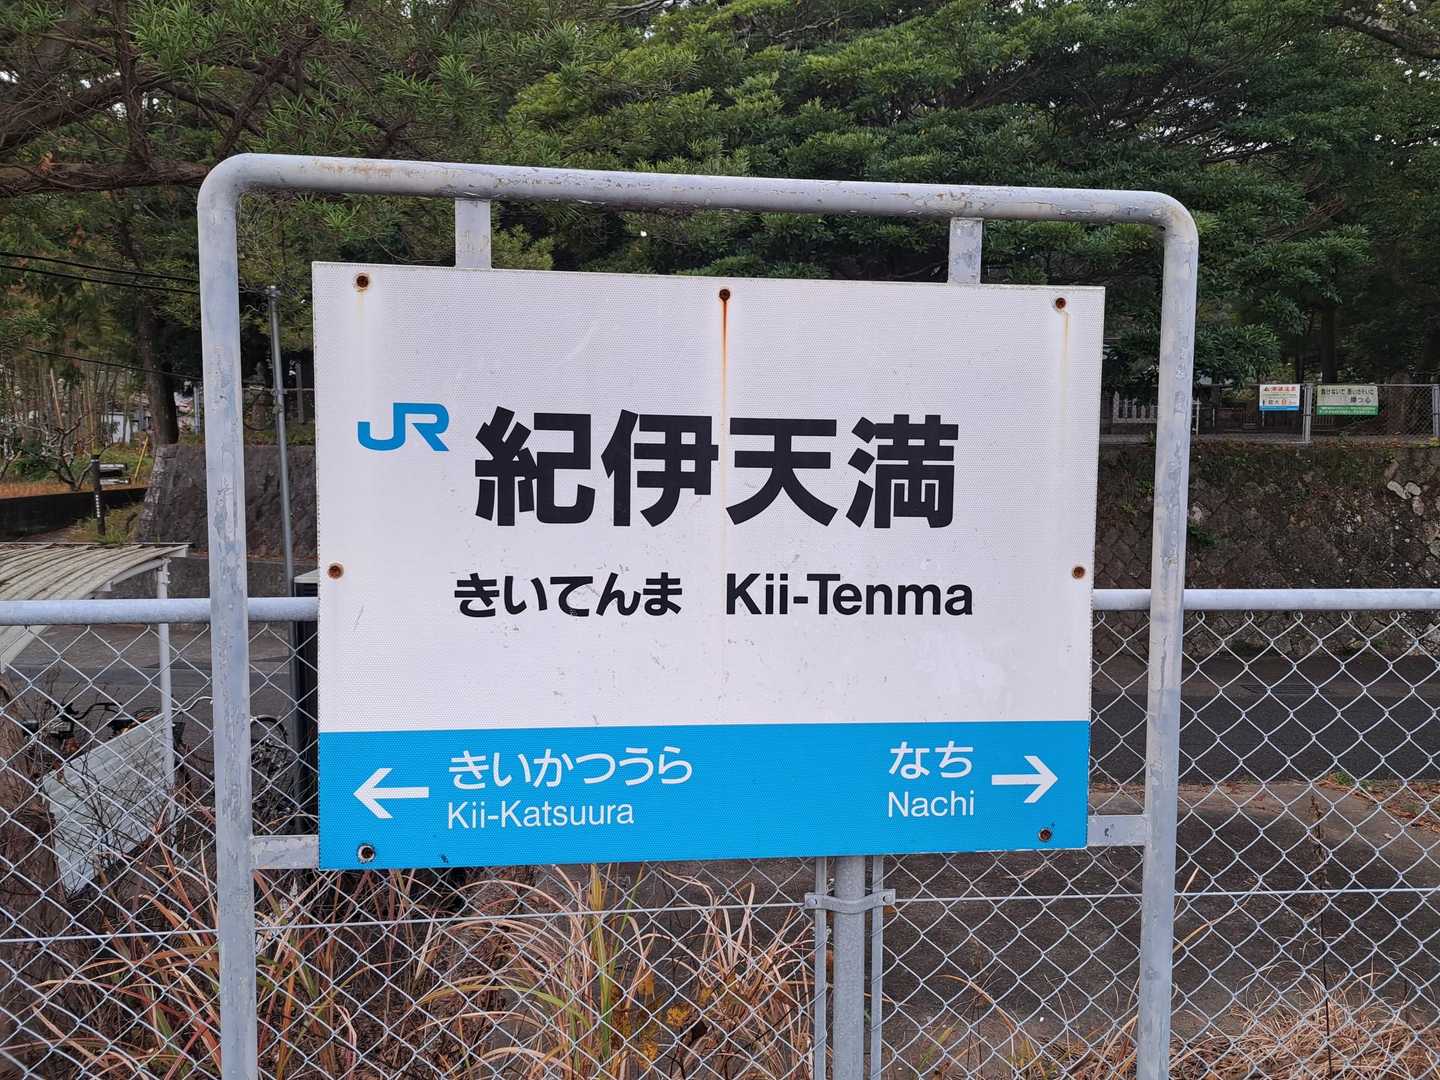 JR 紀伊天満
きいてんま Kii-Tenma
← きいかつうら
Kii-Katsuura
なち →
Nachi